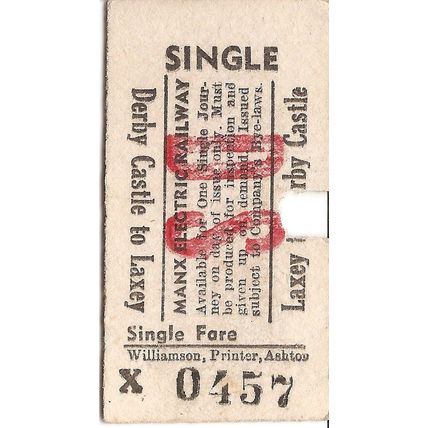 SINGLE
Derby Castle to Laxey
MANX ELECTRIC RAILWAY
Available for One Single Jour-
ney on date of issue only. Must
be produced for inspection and
given up on demand. Issued
subject to Company's Bye-laws.
Laxey to Derby Castle
Single Fare
Williamson, Printer, Ashton
X 0457